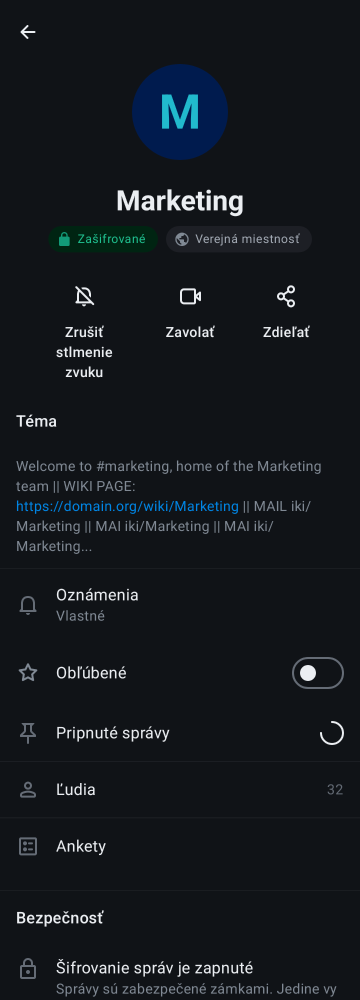 M
Marketing
Zašifrované
Verejná miestnosť
Zrušiť
stlmenie
zvuku
Zavolať
Zdieľať
Téma
Welcome to #marketing, home of the Marketing
team || WIKI PAGE:
https://domain.org/wiki/Marketing || MAIL iki/
Marketing || MAI iki/Marketing || MAI iki/
Marketing...
Oznámenia
Vlastné
Obľúbené
Pripnuté správy
Ľudia
32
Ankety
Bezpečnosť
Šifrovanie správ je zapnuté
Správy sú zabezpečené zámkami. Jedine vy